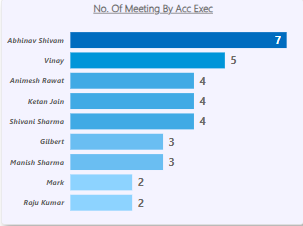 No. Of Meeting By Acc Exec
Abhinav Shivam 7
Vinay 5
Animesh Rawat 4
Ketan Jain 4
Shivani Sharma 4
Gilbert 3
Manish Sharma 3
Mark 2
Raju Kumar 2